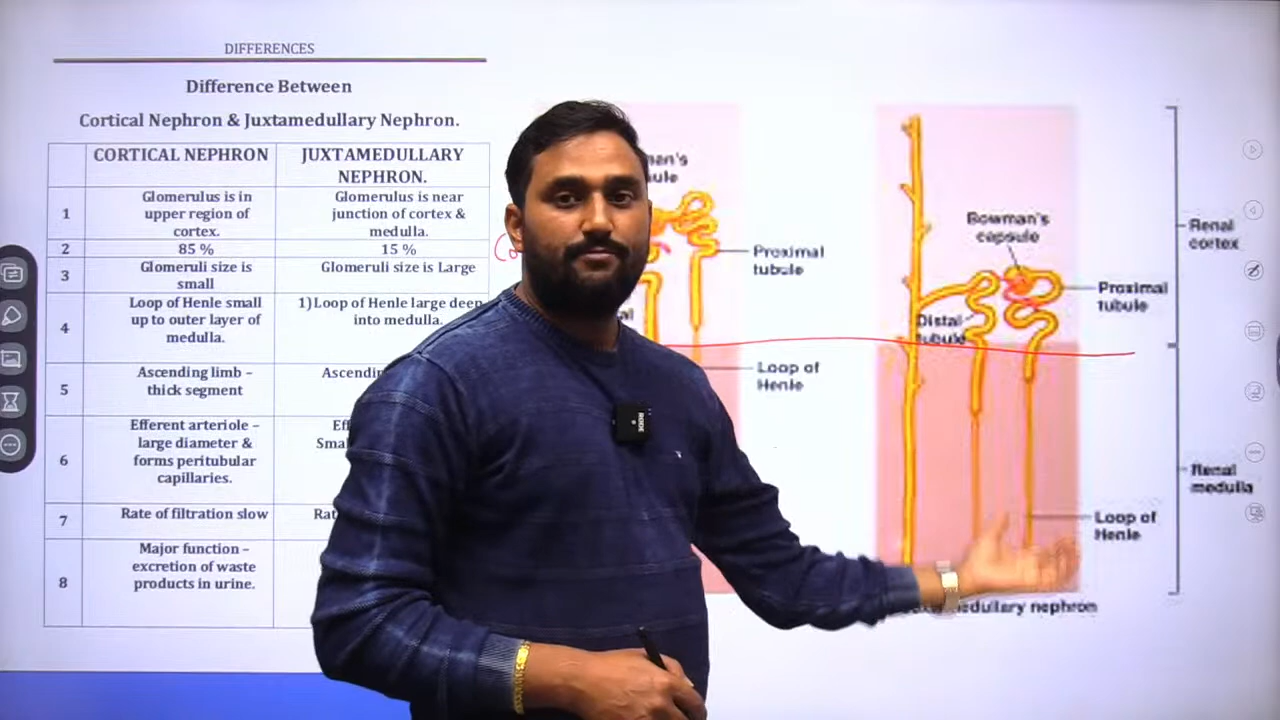 DIFFERENCES
Difference Between
Cortical Nephron & Juxtamedullary Nephron.
CORTICAL NEPHRON
JUXTAMEDULLARY
NEPHRON.
1
Glomerulus is in
upper region of
cortex.
Glomerulus is near
junction of cortex &
medulla.
2
85 %
15 %
3
Glomeruli size is
small
Glomeruli size is Large
4
Loop of Henle small
up to outer layer of
medulla.
1) Loop of Henle large deep
into medulla.
5
Ascending limb –
thick segment
6
Efferent arteriole –
large diameter &
forms peritubular
capillaries.
7
Rate of filtration slow
8
Major function –
excretion of waste
products in urine.
Proximal
tubule
Loop of
Henle
Bowman's
capsule
Proximal
tubule
Distal
tubule
Loop of
Henle
nephron
Renal
cortex
Renal
medulla
RODE